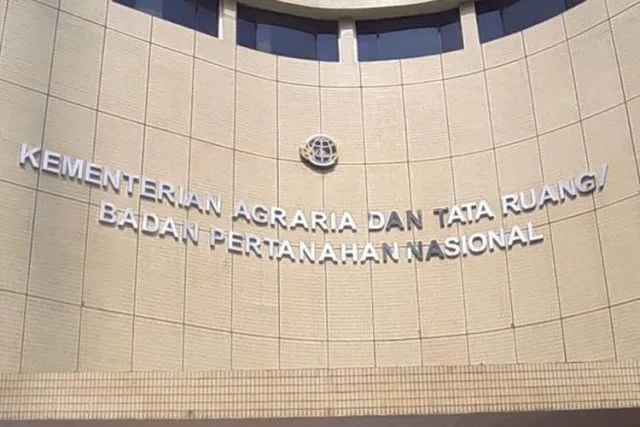 KEMENTERIAN AGRARIA DAN TATA RUANG/
BADAN PERTANAHAN NASIONAL